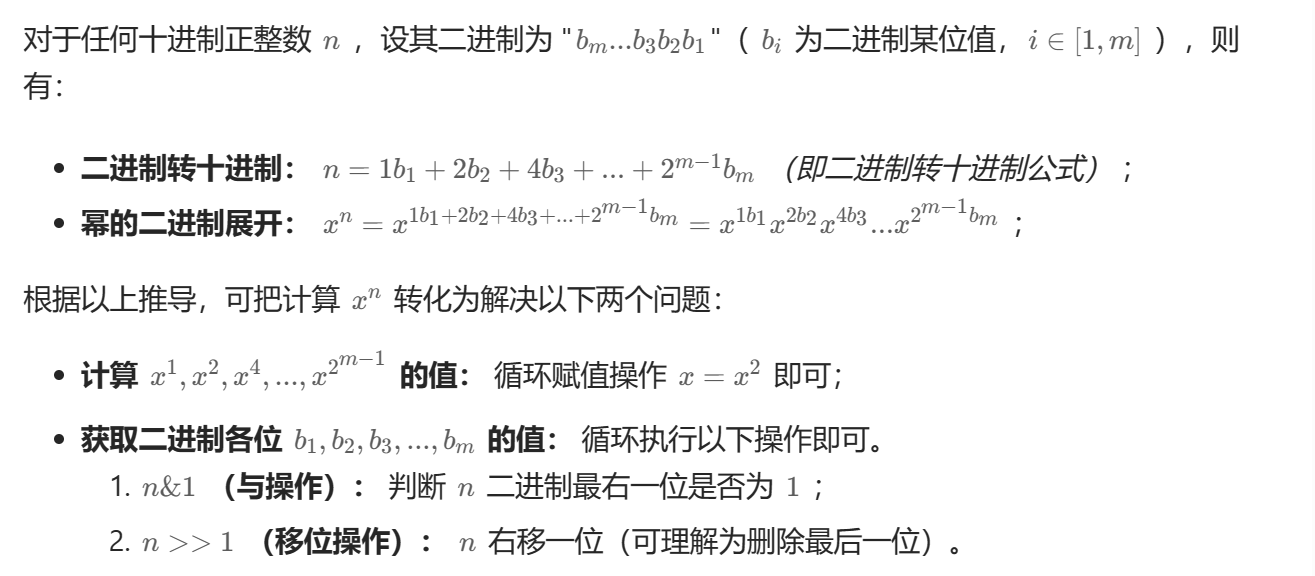 对于任何十进制正整数 n ，设其二进制为 "b_m...b_3b_2b_1"（ b_i 为二进制某位值， i ∈ [1, m] ），则
有：
• 二进制转十进制： n = 1b_1 + 2b_2 + 4b_3 + ... + 2^{m−1}b_m （即二进制转十进制公式） ；
• 幂的二进制展开： x^n = x^{1b_1+2b_2+4b_3+...+2^{m−1}b_m} = x^{1b_1}x^{2b_2}x^{4b_3}...x^{2^{m−1}b_m} ；
根据以上推导，可把计算 x^n 转化为解决以下两个问题：
• 计算 x^1, x^2, x^4, ..., x^{2^{m−1}} 的值： 循环赋值操作 x = x^2 即可；
• 获取二进制各位 b_1, b_2, b_3, ..., b_m 的值： 循环执行以下操作即可。
1. n&1 （与操作）： 判断 n 二进制最右一位是否为 1 ；
2. n >> 1 （移位操作）： n 右移一位（可理解为删除最后一位）。